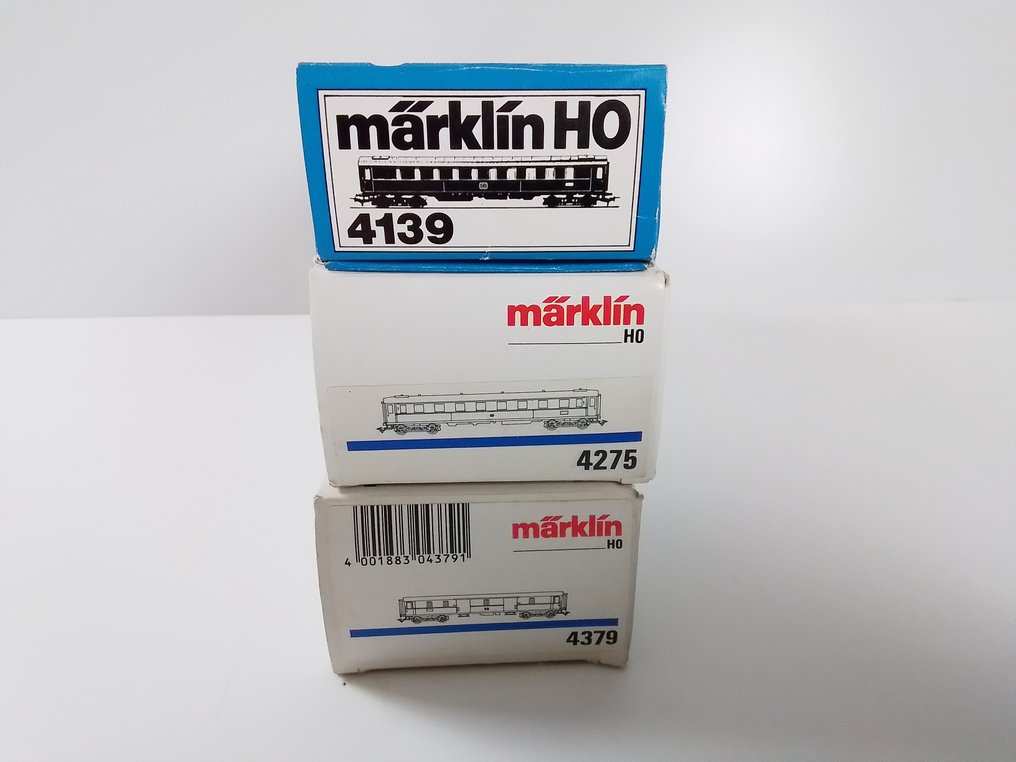 märklin HO
4139
märklin
HO
4275
märklin
HO
4 001883 043791
4379